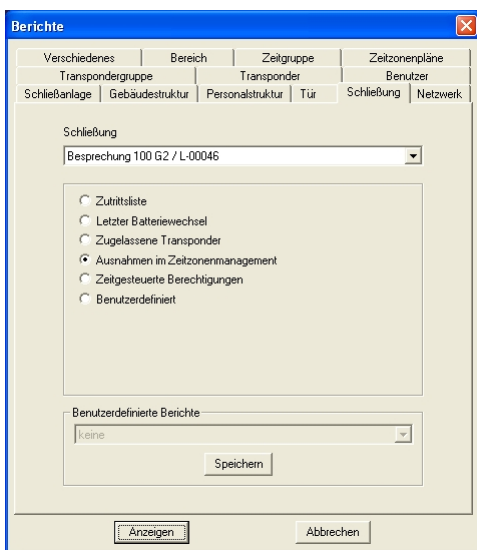 Berichte
Verschiedenes Bereich Zeitgruppe Zeitzonenpläne
Transpondergruppe Transponder Benutzer
Schließanlage Gebäudestruktur Personalstruktur Tür Schließung Netzwerk
Schließung
Besprechung 100 G2 / L-00046
Zutrittsliste
Letzter Batteriewechsel
Zugelassene Transponder
Ausnahmen im Zeitzonenmanagement
Zeitgesteuerte Berechtigungen
Benutzerdefiniert
Benutzerdefinierte Berichte
keine
Speichern
Anzeigen Abbrechen